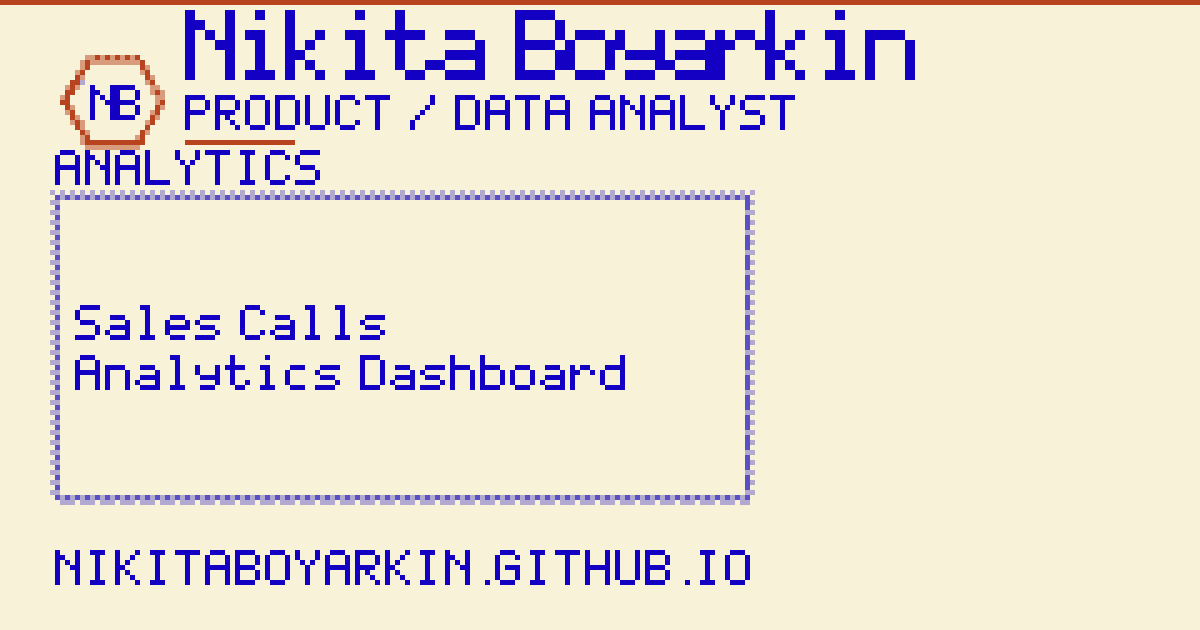 Nikita Boyarkin
NB
PRODUCT / DATA ANALYST
ANALYTICS
Sales Calls
Analytics Dashboard
NIKITABOYARKIN.GITHUB.IO